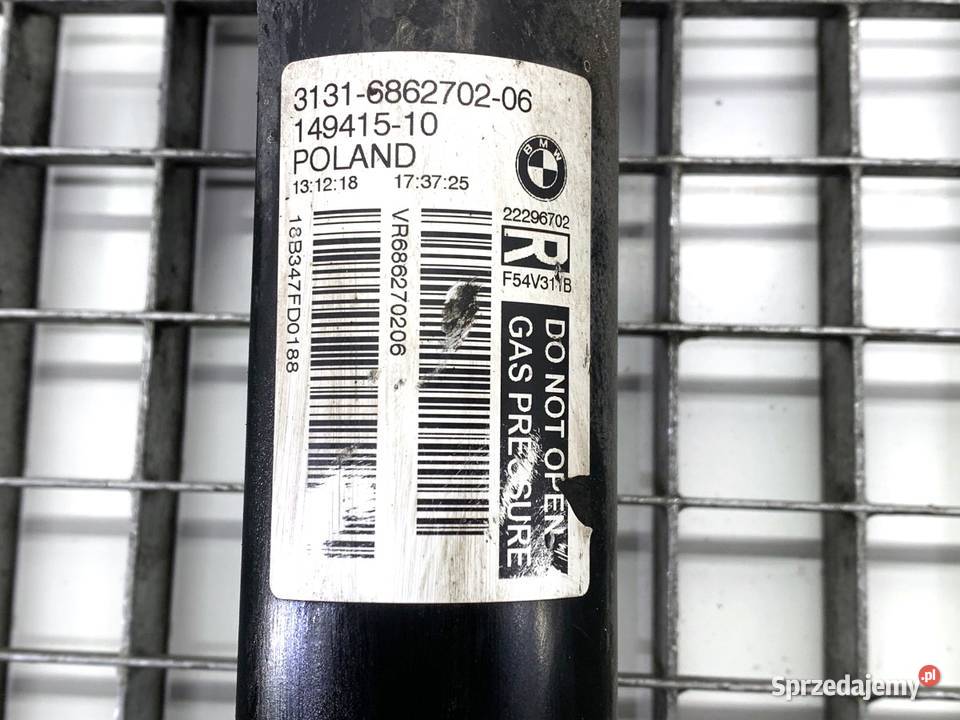 3131-6862702-06
149415-10
POLAND
13:12:18 17:37:25
BMW
22296702
R
F54V311B
18B347FD0188
VR686270206
DO NOT OPEN
GAS PRESSURE
Sprzedajemy.pl